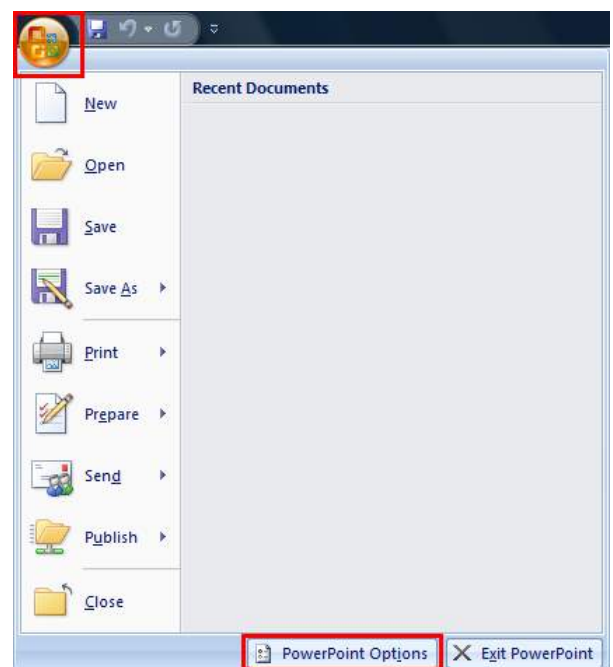 Recent Documents
New
Open
Save
Save As
Print
Prepare
Send
Publish
Close
PowerPoint Options
Exit PowerPoint